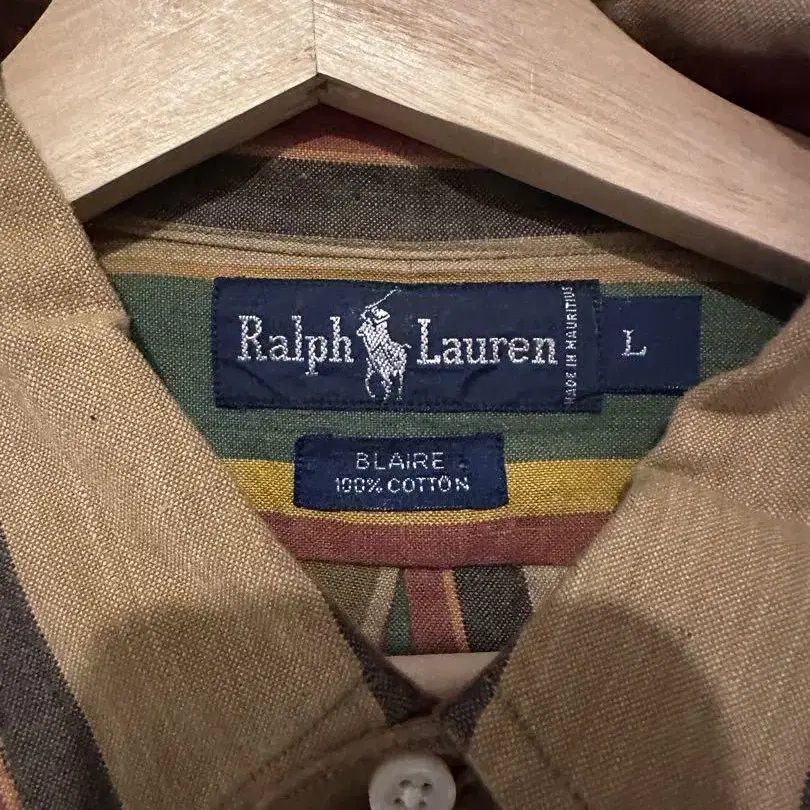 Ralph Lauren
MADE IN MAURITIUS
L
BLAIRE
100% COTTON